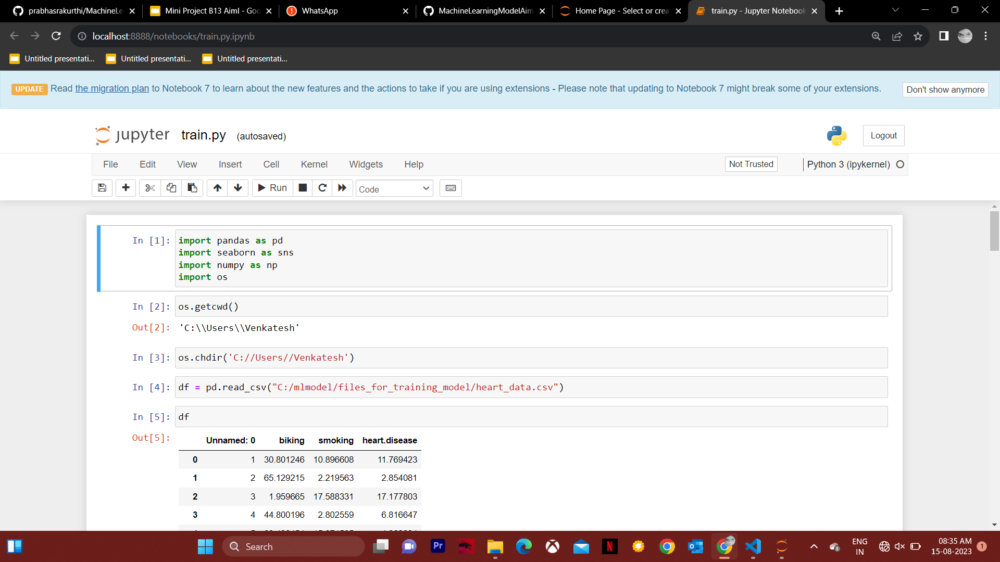 prabhasrakurthi/MachineLe
Mini Project B13 Aiml - Goo
WhatsApp
MachineLearningModelAim
Home Page - Select or crea
train.py - Jupyter Notebook
localhost:8888/notebooks/train.py.ipynb
Untitled presentati...
Untitled presentati...
Untitled presentati...
UPDATE Read the migration plan to Notebook 7 to learn about the new features and the actions to take if you are using extensions - Please note that updating to Notebook 7 might break some of your extensions.
Don't show anymore
jupyter train.py (autosaved)
Logout
File Edit View Insert Cell Kernel Widgets Help
Not Trusted
Python 3 (ipykernel)
Run
Code
In [1]: import pandas as pd
import seaborn as sns
import numpy as np
import os
In [2]: os.getcwd()
Out[2]: 'C:\\Users\\Venkatesh'
In [3]: os.chdir('C://Users//Venkatesh')
In [4]: df = pd.read_csv("C:/mlmodel/files_for_training_model/heart_data.csv")
In [5]: df
Out[5]:
Unnamed: 0 biking smoking heart.disease
0 1 30.801246 10.896608 11.769423
1 2 65.129215 2.219563 2.854081
2 3 1.959665 17.588331 17.177803
3 4 44.800196 2.802559 6.816647
Search
Pr
N
ENG
IN
08:35 AM
15-08-2023
1